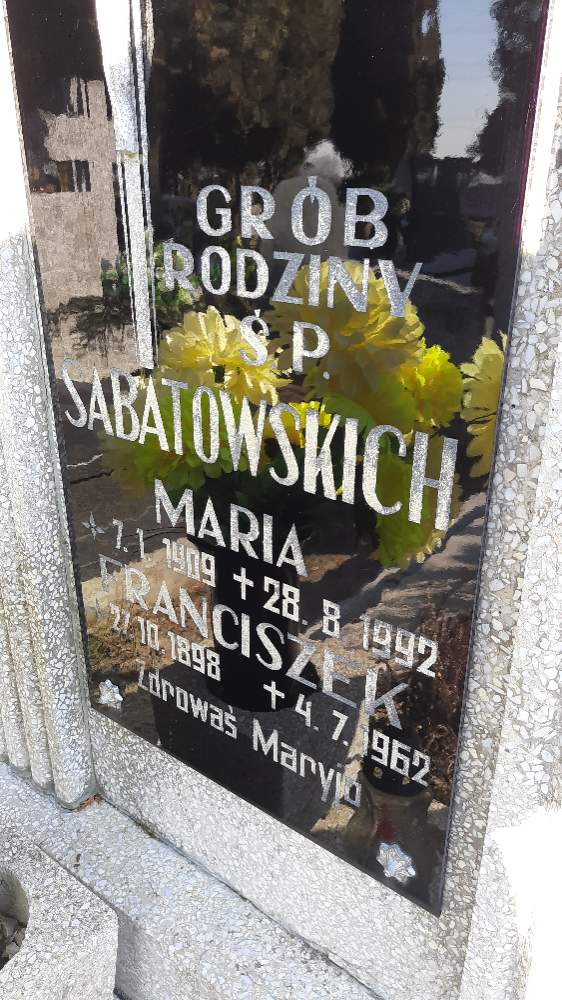 GRÓB
RODZINY
Ś P.
SABATOWSKICH
MARIA
* 7.1 1909 + 28.8 1992
FRANCISZEK
* 27.10.1898 + 4.7.1962
Zdrowaś Maryjo